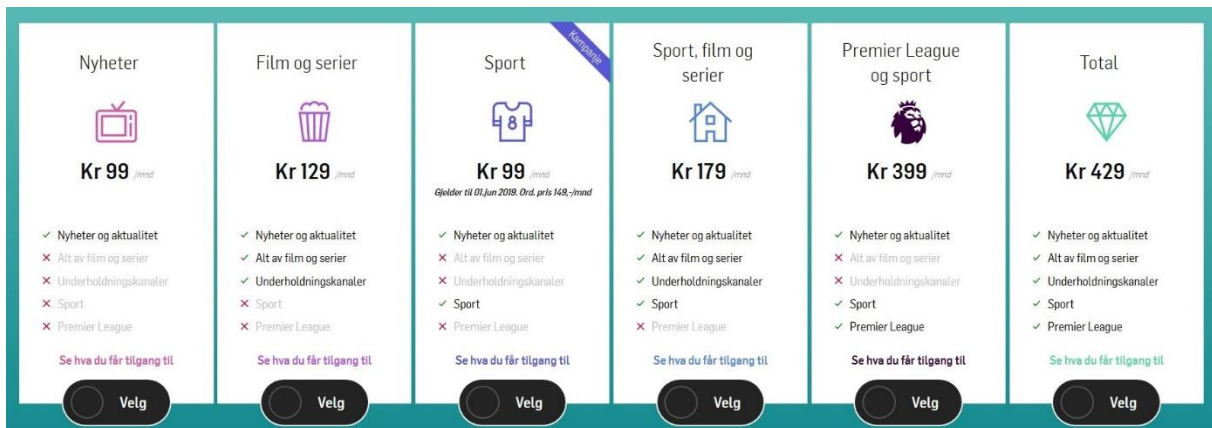 Nyheter
Kr 99 /mnd
Nyheter og aktualitet
Alt av film og serier
Underholdningskanaler
Sport
Premier League
Se hva du får tilgang til
Velg
Film og serier
Kr 129 /mnd
Nyheter og aktualitet
Alt av film og serier
Underholdningskanaler
Sport
Premier League
Se hva du får tilgang til
Velg
Kampanje
Sport
8
Kr 99 /mnd
Gjelder til 01.jun 2019. Ord. pris 149,-/mnd
Nyheter og aktualitet
Alt av film og serier
Underholdningskanaler
Sport
Premier League
Se hva du får tilgang til
Velg
Sport, film og
serier
Kr 179 /mnd
Nyheter og aktualitet
Alt av film og serier
Underholdningskanaler
Sport
Premier League
Se hva du får tilgang til
Velg
Premier League
og sport
Kr 399 /mnd
Nyheter og aktualitet
Alt av film og serier
Underholdningskanaler
Sport
Premier League
Se hva du får tilgang til
Velg
Total
Kr 429 /mnd
Nyheter og aktualitet
Alt av film og serier
Underholdningskanaler
Sport
Premier League
Se hva du får tilgang til
Velg